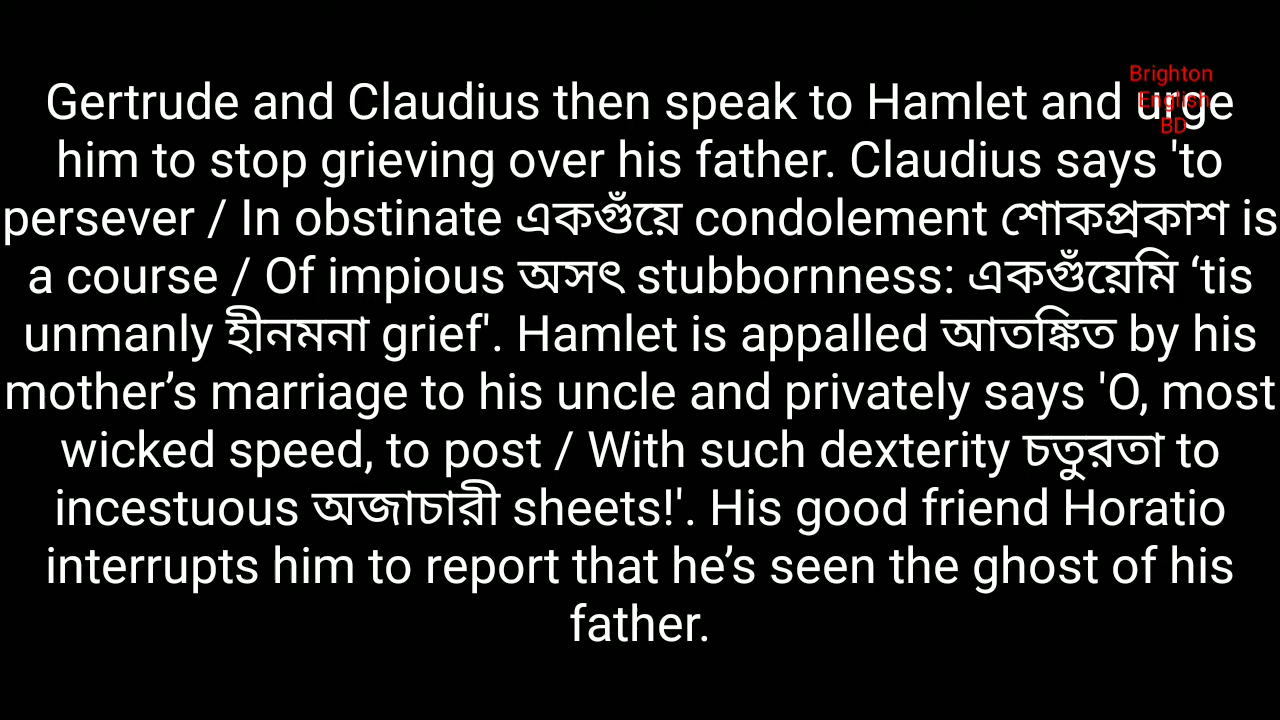 Gertrude and Claudius then speak to Hamlet and urge
him to stop grieving over his father. Claudius says 'to
persever / In obstinate একগুঁয়ে condolement শোকপ্রকাশ is
a course / Of impious অসৎ stubbornness: একগুঁয়েমি ‘tis
unmanly হীনমনা grief'. Hamlet is appalled আতঙ্কিত by his
mother’s marriage to his uncle and privately says 'O, most
wicked speed, to post / With such dexterity চতুরতা to
incestuous অজাচারী sheets!'. His good friend Horatio
interrupts him to report that he’s seen the ghost of his
father.
Brighton
English
BD